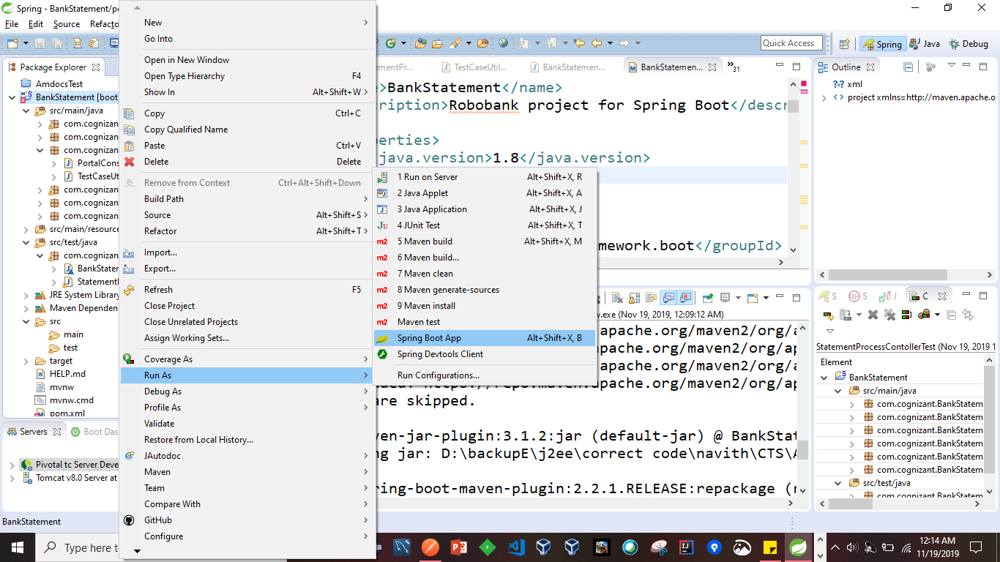 Spring - BankStatement/po
File Edit Source Refacto
Quick Access
Spring
Java
Debug
Package Explorer
AmdocsTest
BankStatement [boot]
src/main/java
com.cognizan
com.cognizan
com.cognizan
PortalCons
TestCaseUt
com.cognizan
com.cognizan
com.cognizan
src/main/resource
src/test/java
com.cognizan
BankStatem
StatementP
JRE System Library
Maven Dependen
src
main
test
target
HELP.md
mvnw
mvnw.cmd
pom.xml
Servers
Boot Das
Pivotal tc Server Deve
Tomcat v8.0 Server at
BankStatement
New
Go Into
Open in New Window
Open Type Hierarchy F4
Show In Alt+Shift+W
Copy Ctrl+C
Copy Qualified Name
Paste Ctrl+V
Delete Delete
Remove from Context Ctrl+Alt+Shift+Down
Build Path
Source Alt+Shift+S
Refactor Alt+Shift+T
Import...
Export...
Refresh F5
Close Project
Close Unrelated Projects
Assign Working Sets...
Coverage As
Run As
Debug As
Profile As
Validate
Restore from Local History...
JAutodoc
Maven
Team
Compare With
GitHub
Configure
1 Run on Server Alt+Shift+X, R
2 Java Applet Alt+Shift+X, A
3 Java Application Alt+Shift+X, J
4 JUnit Test Alt+Shift+X, T
5 Maven build Alt+Shift+X, M
6 Maven build...
7 Maven clean
8 Maven generate-sources
9 Maven install
Maven test
Spring Boot App Alt+Shift+X, B
Spring Devtools Client
Run Configurations...
ementPr...
TestCaseUtil...
BankStatemen...
BankStatemen...
31
e>BankStatement</name>
cription>Robobank project for Spring Boot</descr
perties>
java.version>1.8</java.version>
mework.boot</groupId>
w.exe (Nov 19, 2019, 12:09:12 AM)
.apache.org/maven2/org/a
.apache.org/maven2/org/a
.apache.org/maven2/org/a
https://repo.maven.apache.org/maven2/org/ap
are skipped.
ven-jar-plugin:3.1.2:jar (default-jar) @ BankStat
ng jar: D:\backupE\j2ee\correct code\navith\CTS\A
ring-boot-maven-plugin:2.2.1.RELEASE:repackage (r
Outline
xml
project xmlns=http://maven.apache.o
S
S
J
C
StatementProcessContollerTest (Nov 19, 2019 1
Element
BankStatement
src/main/java
com.cognizant.BankStatem
com.cognizant.BankStatem
com.cognizant.BankStatem
com.cognizant.BankStatem
com.cognizant.BankStatem
com.cognizant.BankStatem
src/test/java
com.cognizant.BankStatem
Type here t
12:14 AM
11/19/2019